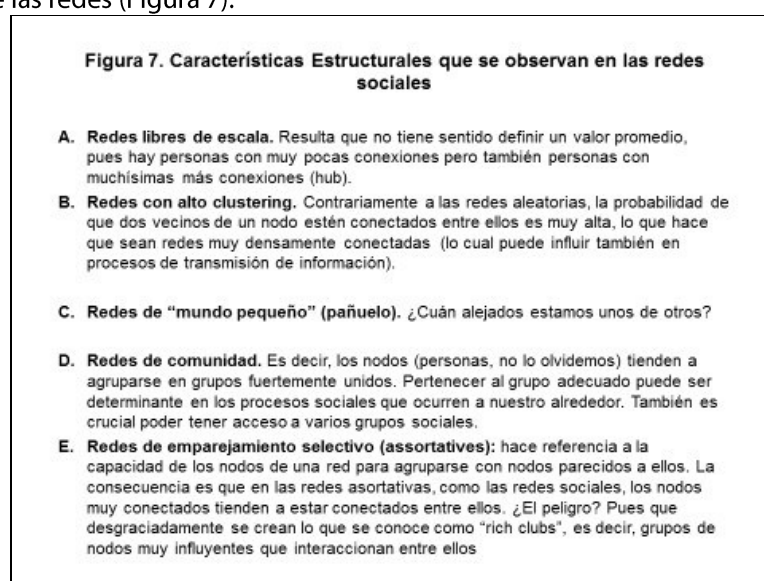 e las redes (Figura 7).
Figura 7. Características Estructurales que se observan en las redes
sociales
A. Redes libres de escala. Resulta que no tiene sentido definir un valor promedio,
pues hay personas con muy pocas conexiones pero también personas con
muchísimas más conexiones (hub).
B. Redes con alto clustering. Contrariamente a las redes aleatorias, la probabilidad de
que dos vecinos de un nodo estén conectados entre ellos es muy alta, lo que hace
que sean redes muy densamente conectadas (lo cual puede influir también en
procesos de transmisión de información).
C. Redes de “mundo pequeño” (pañuelo). ¿Cuán alejados estamos unos de otros?
D. Redes de comunidad. Es decir, los nodos (personas, no lo olvidemos) tienden a
agruparse en grupos fuertemente unidos. Pertenecer al grupo adecuado puede ser
determinante en los procesos sociales que ocurren a nuestro alrededor. También es
crucial poder tener acceso a varios grupos sociales.
E. Redes de emparejamiento selectivo (assortatives): hace referencia a la
capacidad de los nodos de una red para agruparse con nodos parecidos a ellos. La
consecuencia es que en las redes asortativas, como las redes sociales, los nodos
muy conectados tienden a estar conectados entre ellos. ¿El peligro? Pues que
desgraciadamente se crean lo que se conoce como “rich clubs”, es decir, grupos de
nodos muy influyentes que interaccionan entre ellos